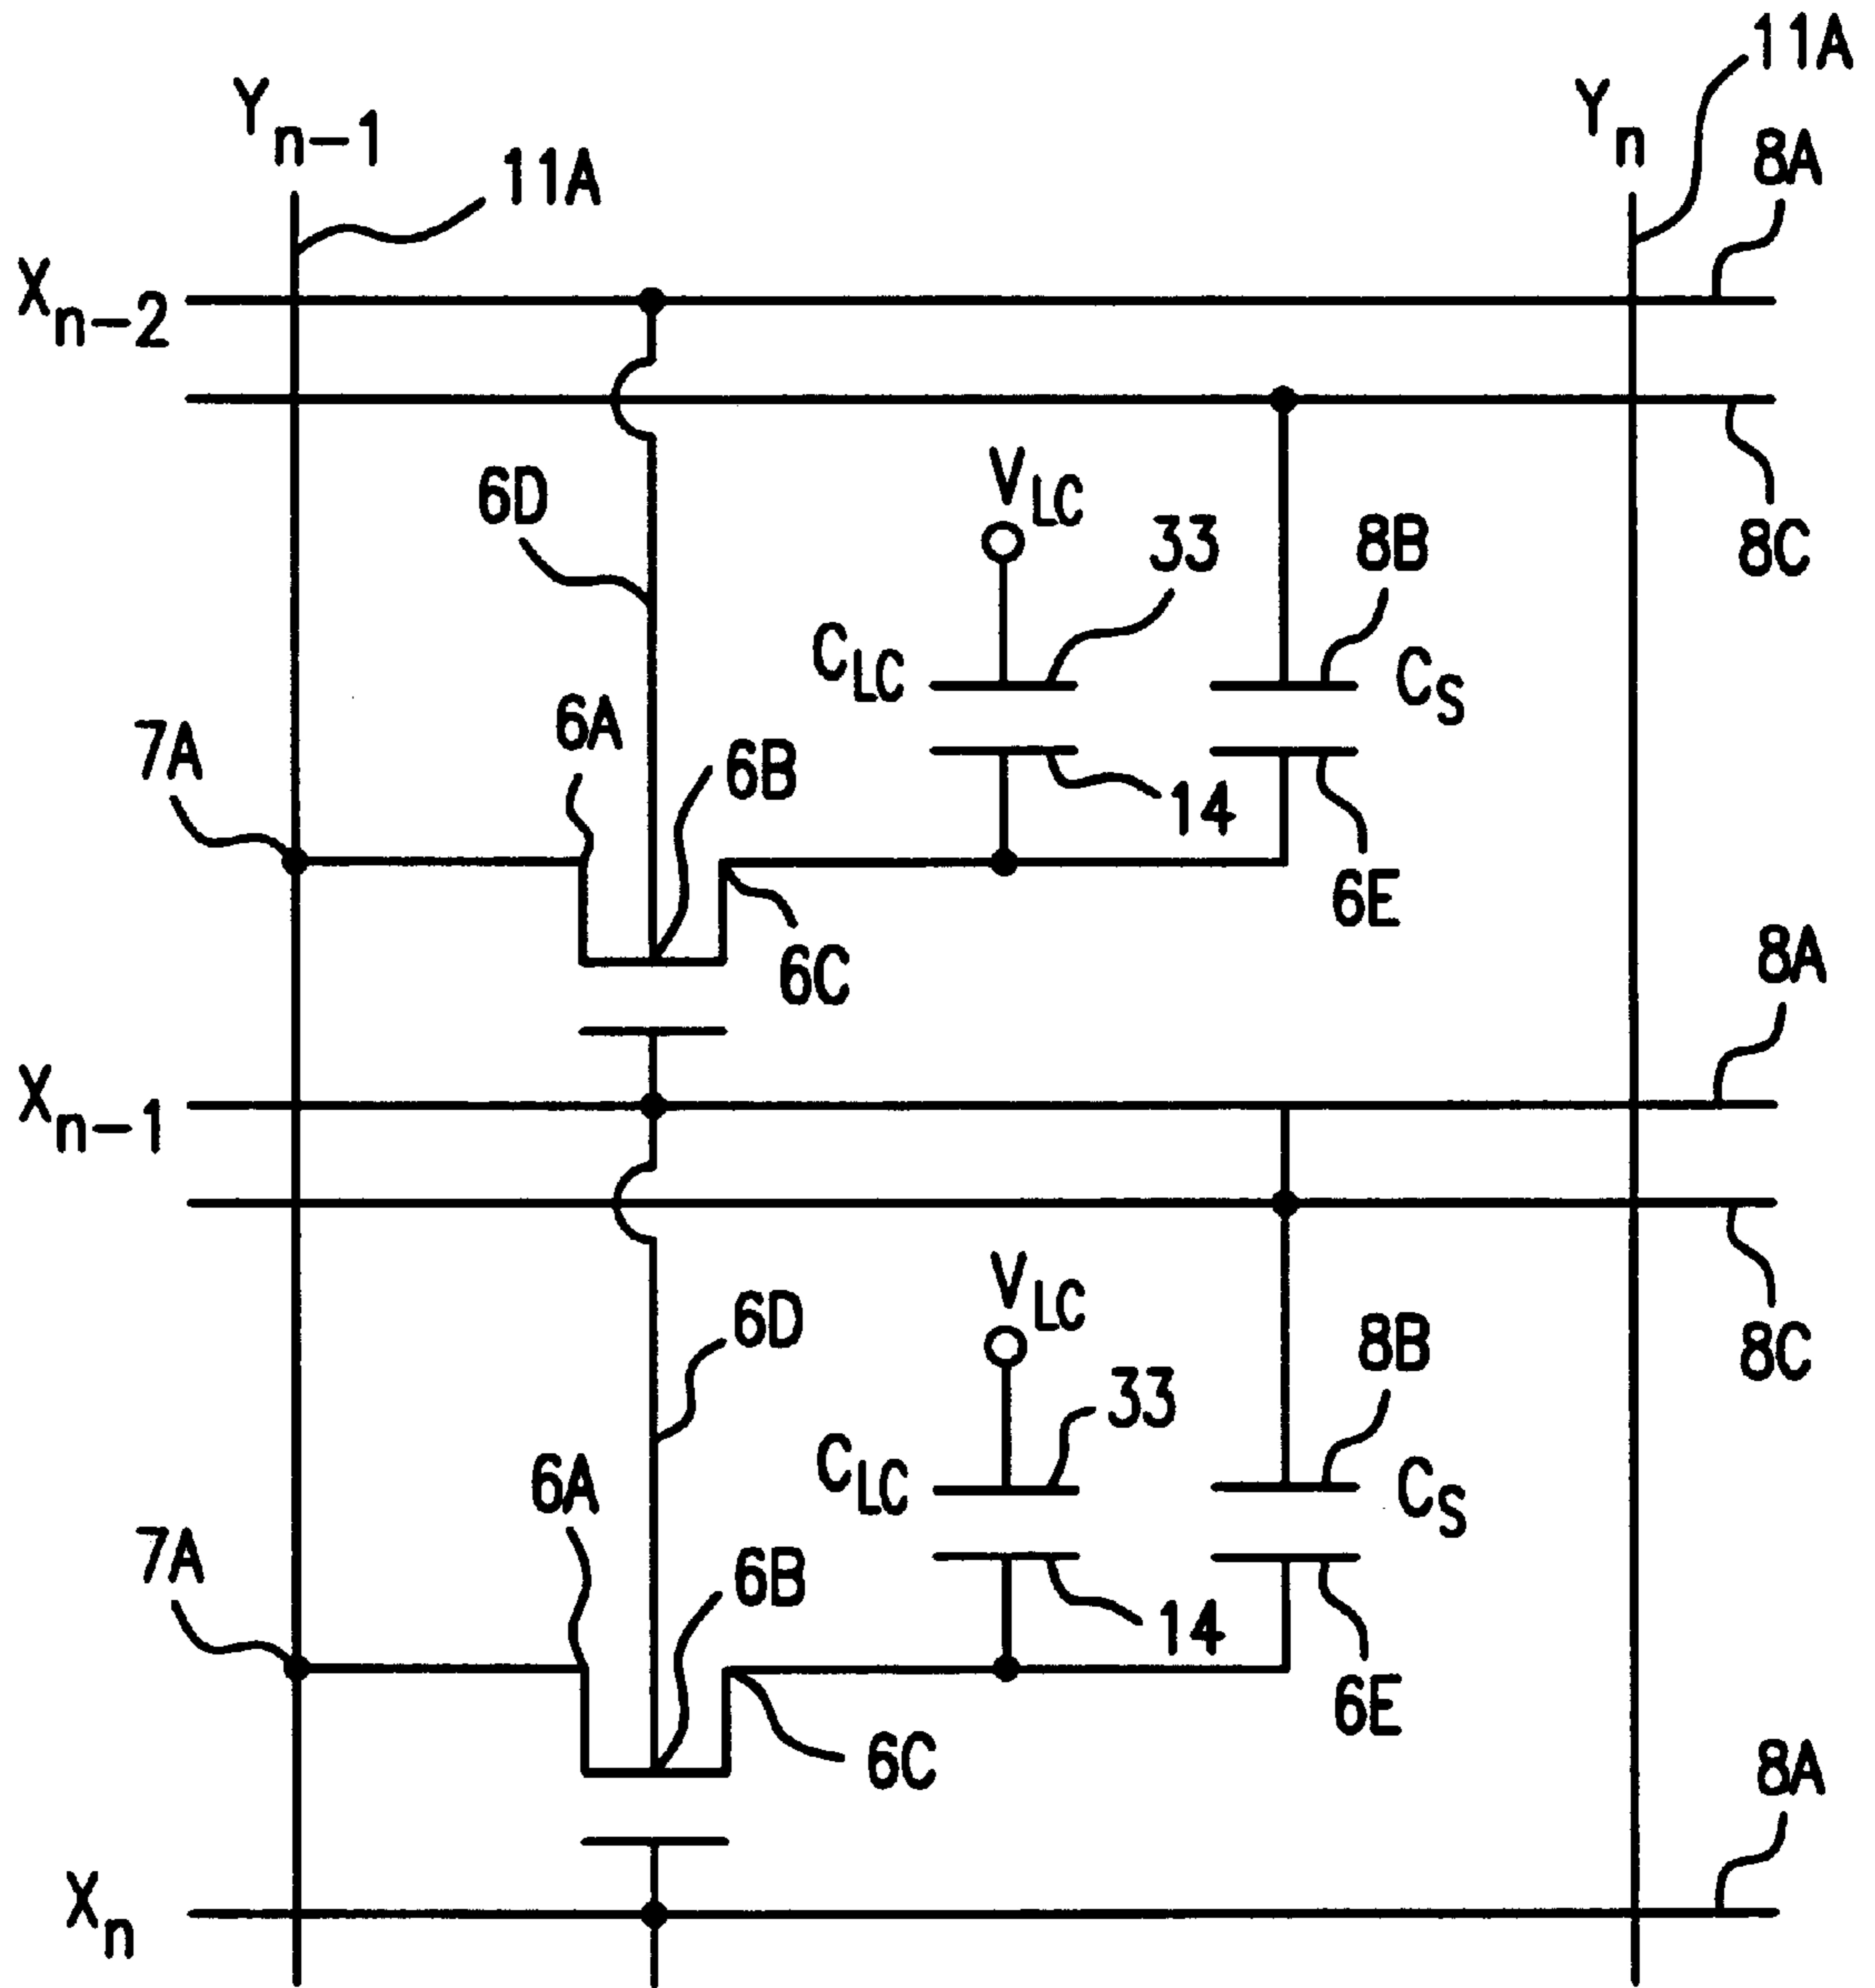 11A
Yn-1
Yn
11A
8A
Xn-2
6D
VLC
33
8B
8C
CLC
CS
7A
6A
6B
14
6E
6C
8A
Xn-1
6D
VLC
33
8B
8C
6A
CLC
CS
7A
6B
14
6E
6C
8A
Xn